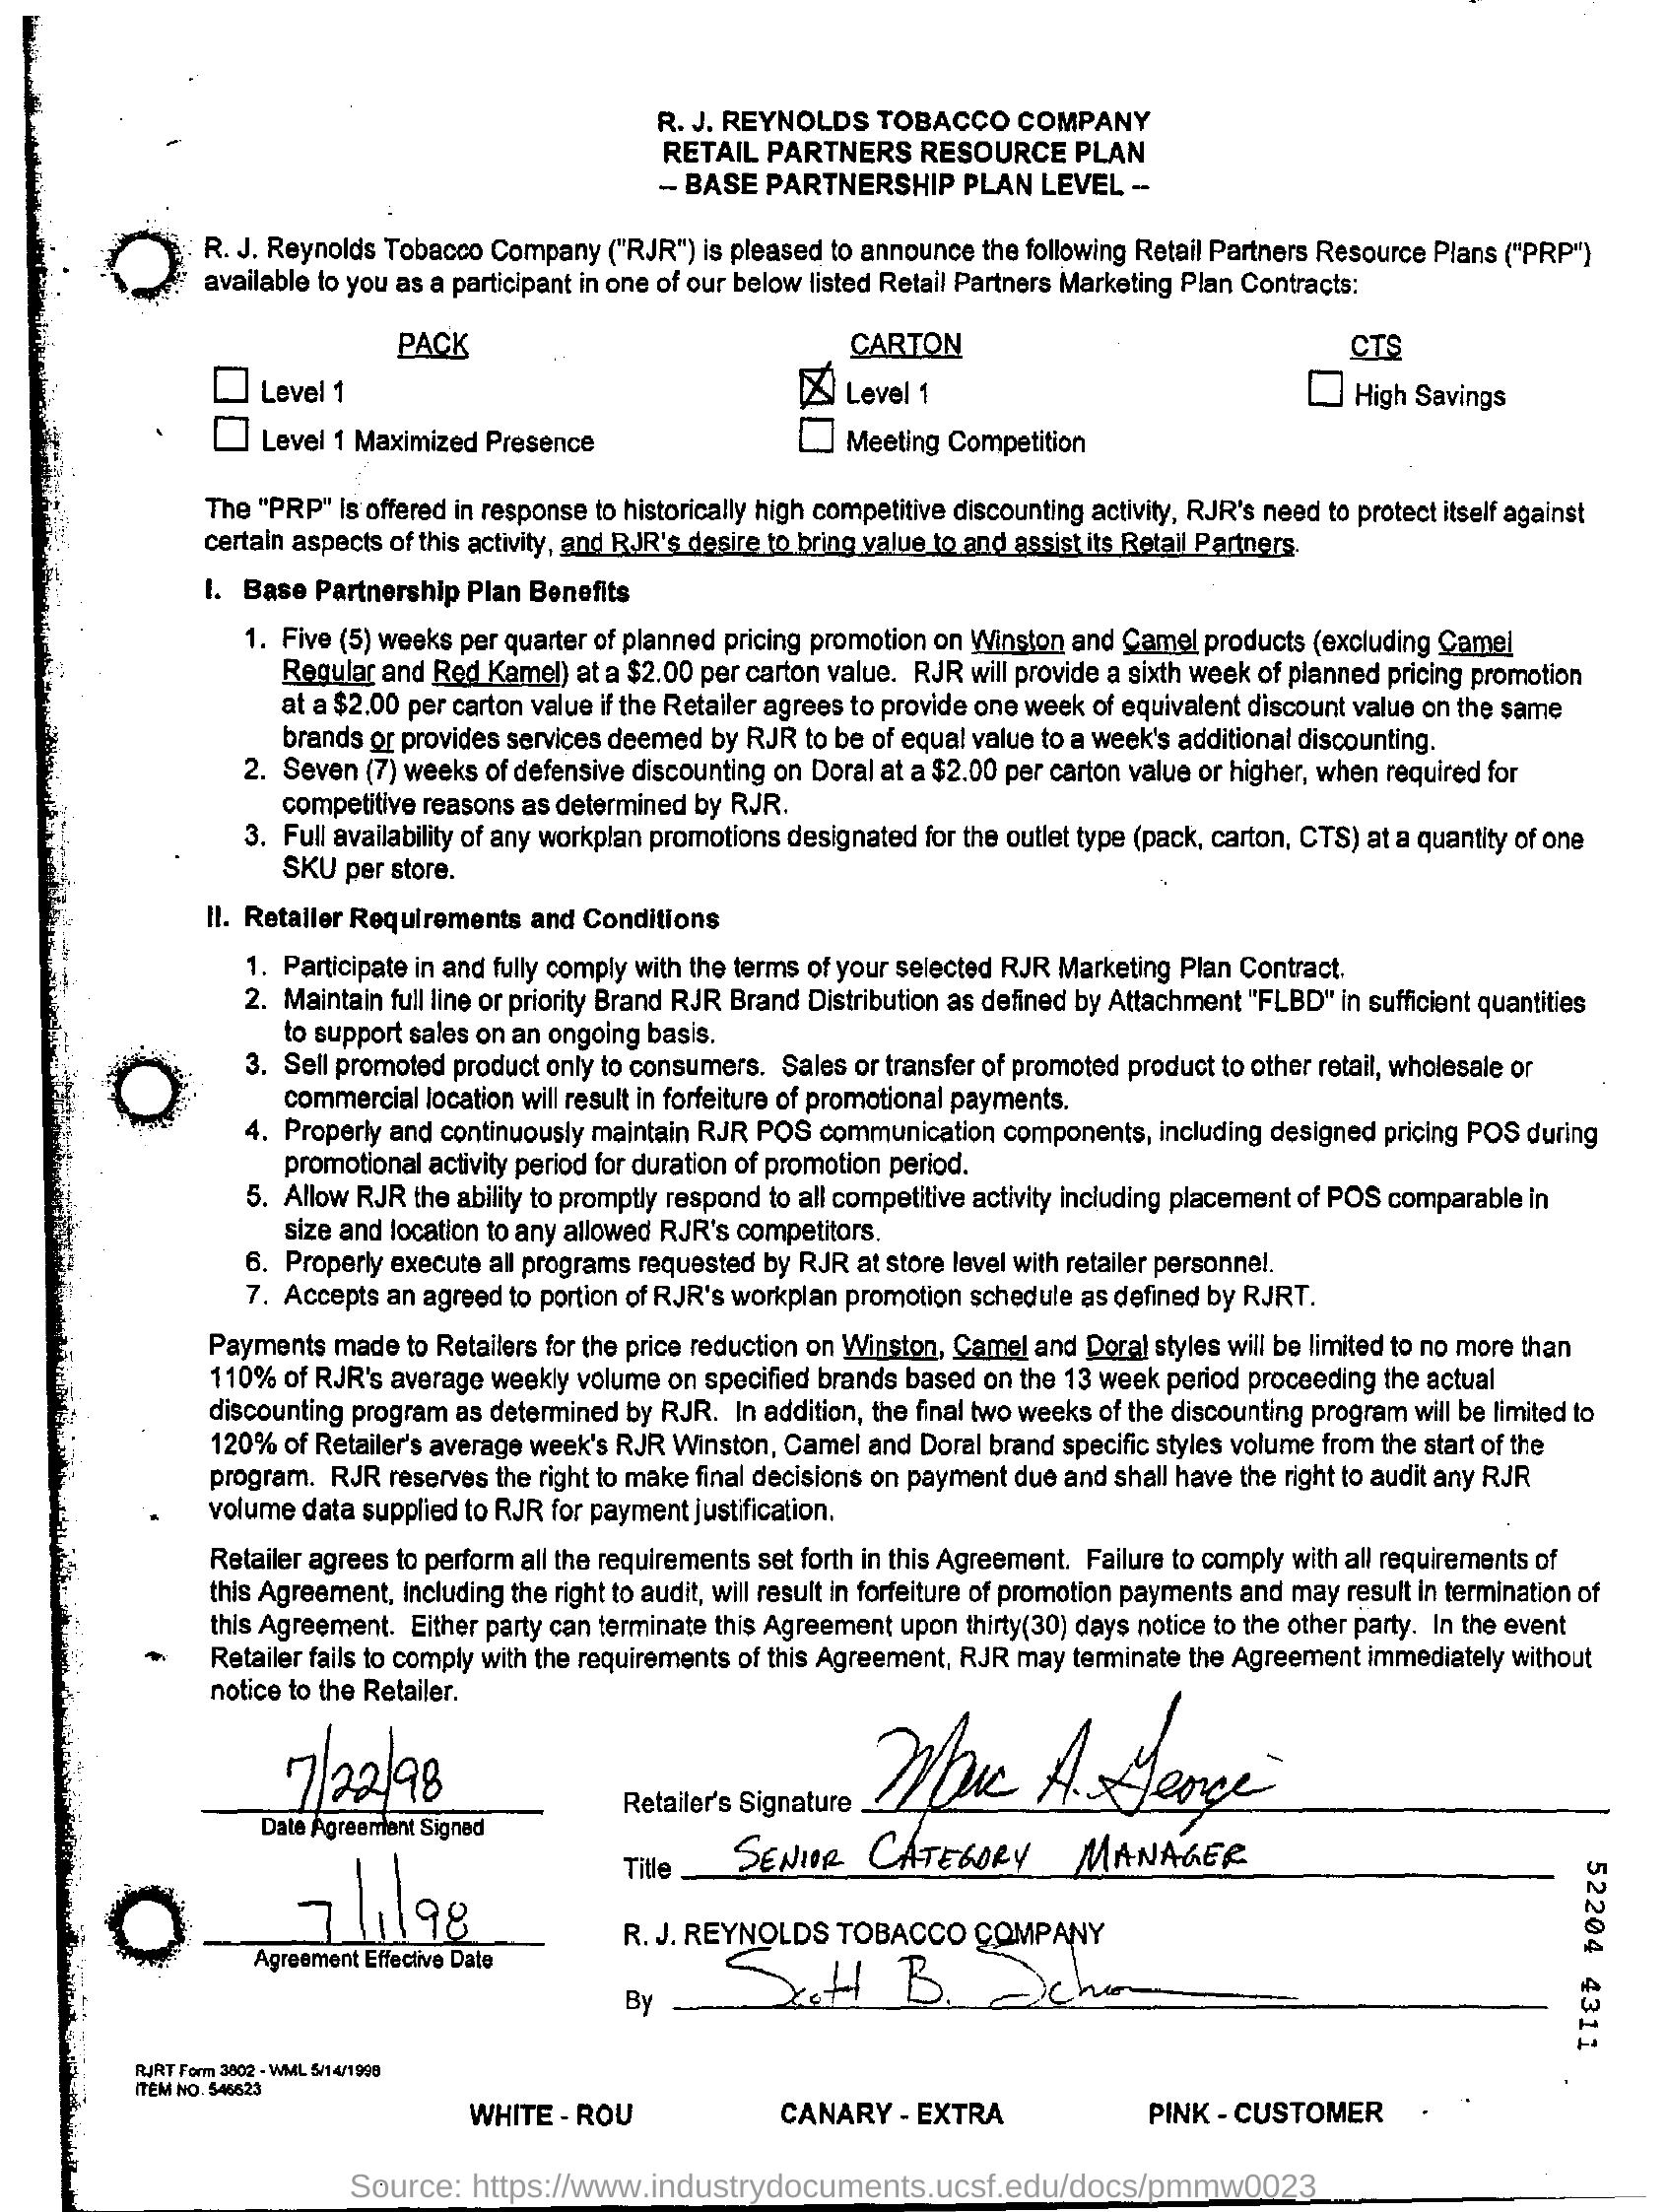 R. J. REYNOLDS TOBACCO COMPANY
RETAIL PARTNERS RESOURCE PLAN
-- BASE PARTNERSHIP PLAN LEVEL --
R. J. Reynolds Tobacco Company ("RJR") is pleased to announce the following Retail Partners Resource Plans ("PRP")
available to you as a participant in one of our below listed Retail Partners Marketing Plan Contracts:
PACK CARTON CTS
Level 1 Level 1 High Savings
Level 1 Maximized Presence Meeting Competition
The "PRP" is offered in response to historically high competitive discounting activity, RJR's need to protect itself against
certain aspects of this activity, and RJR's desire to bring value to and assist its Retail Partners.
I. Base Partnership Plan Benefits
1. Five (5) weeks per quarter of planned pricing promotion on Winston and Camel products (excluding Camel
Regular and Red Kamel) at a $2.00 per carton value. RJR will provide a sixth week of planned pricing promotion
at a $2.00 per carton value if the Retailer agrees to provide one week of equivalent discount value on the same
brands or provides services deemed by RJR to be of equal value to a week's additional discounting.
2. Seven (7) weeks of defensive discounting on Doral at a $2.00 per carton value or higher, when required for
competitive reasons as determined by RJR.
3. Full availability of any workplan promotions designated for the outlet type (pack, carton, CTS) at a quantity of one
SKU per store.
II. Retailer Requirements and Conditions
1. Participate in and fully comply with the terms of your selected RJR Marketing Plan Contract.
2. Maintain full line or priority Brand RJR Brand Distribution as defined by Attachment "FLBD" in sufficient quantities
to support sales on an ongoing basis.
3. Sell promoted product only to consumers. Sales or transfer of promoted product to other retail, wholesale or
commercial location will result in forfeiture of promotional payments.
4. Properly and continuously maintain RJR POS communication components, including designed pricing POS during
promotional activity period for duration of promotion period.
5. Allow RJR the ability to promptly respond to all competitive activity including placement of POS comparable in
size and location to any allowed RJR's competitors.
6. Properly execute all programs requested by RJR at store level with retailer personnel.
7. Accepts an agreed to portion of RJR's workplan promotion schedule as defined by RJRT.
Payments made to Retailers for the price reduction on Winston, Camel and Doral styles will be limited to no more than
110% of RJR's average weekly volume on specified brands based on the 13 week period proceeding the actual
discounting program as determined by RJR. In addition, the final two weeks of the discounting program will be limited to
120% of Retailer's average week's RJR Winston, Camel and Doral brand specific styles volume from the start of the
program. RJR reserves the right to make final decisions on payment due and shall have the right to audit any RJR
volume data supplied to RJR for payment justification.
Retailer agrees to perform all the requirements set forth in this Agreement. Failure to comply with all requirements of
this Agreement, including the right to audit, will result in forfeiture of promotion payments and may result in termination of
this Agreement. Either party can terminate this Agreement upon thirty(30) days notice to the other party. In the event
Retailer fails to comply with the requirements of this Agreement, RJR may terminate the Agreement immediately without
notice to the Retailer.
7/22/98
Date Agreement Signed
Retailer's Signature Marc A. George
Title SENIOR CATEGORY MANAGER
7/1/98
Agreement Effective Date
R. J. REYNOLDS TOBACCO COMPANY
By Scott B.
52204 4311
RJRT Form 3802 - WML 5/14/1998
ITEM NO. 546623
WHITE - ROU CANARY - EXTRA PINK - CUSTOMER
Source: https://www.industrydocuments.ucsf.edu/docs/pmmw0023